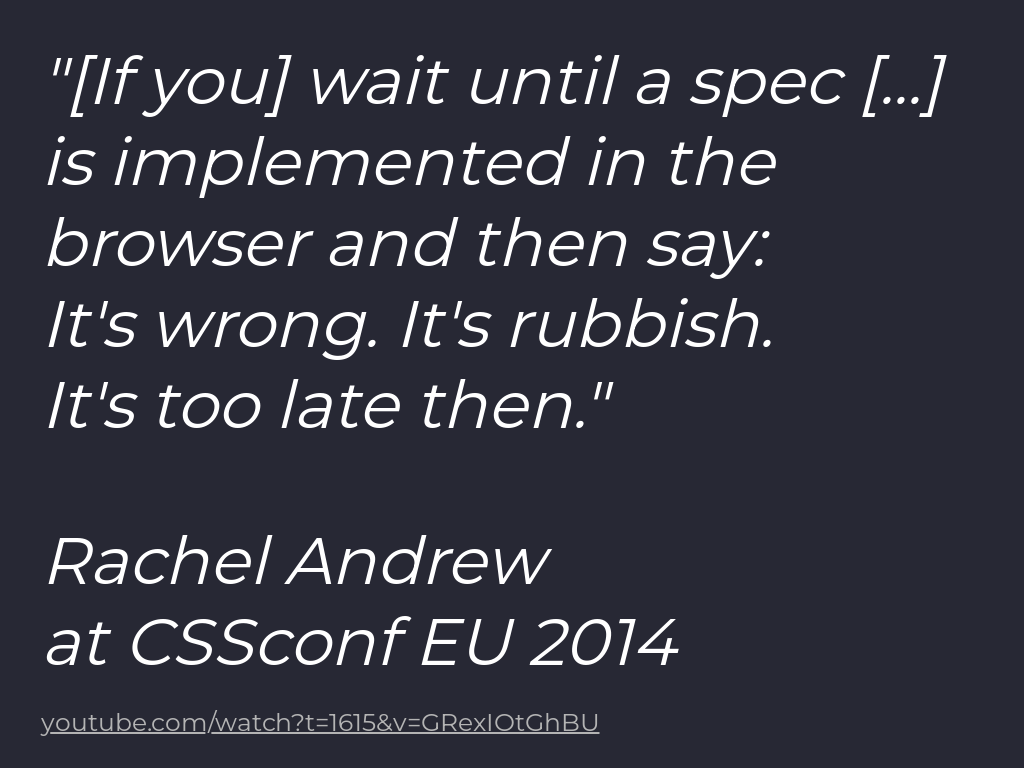 "[If you] wait until a spec [...]
is implemented in the
browser and then say:
It's wrong. It's rubbish.
It's too late then."
Rachel Andrew
at CSSconf EU 2014
youtube.com/watch?t=1615&v=GRexIOtGhBU